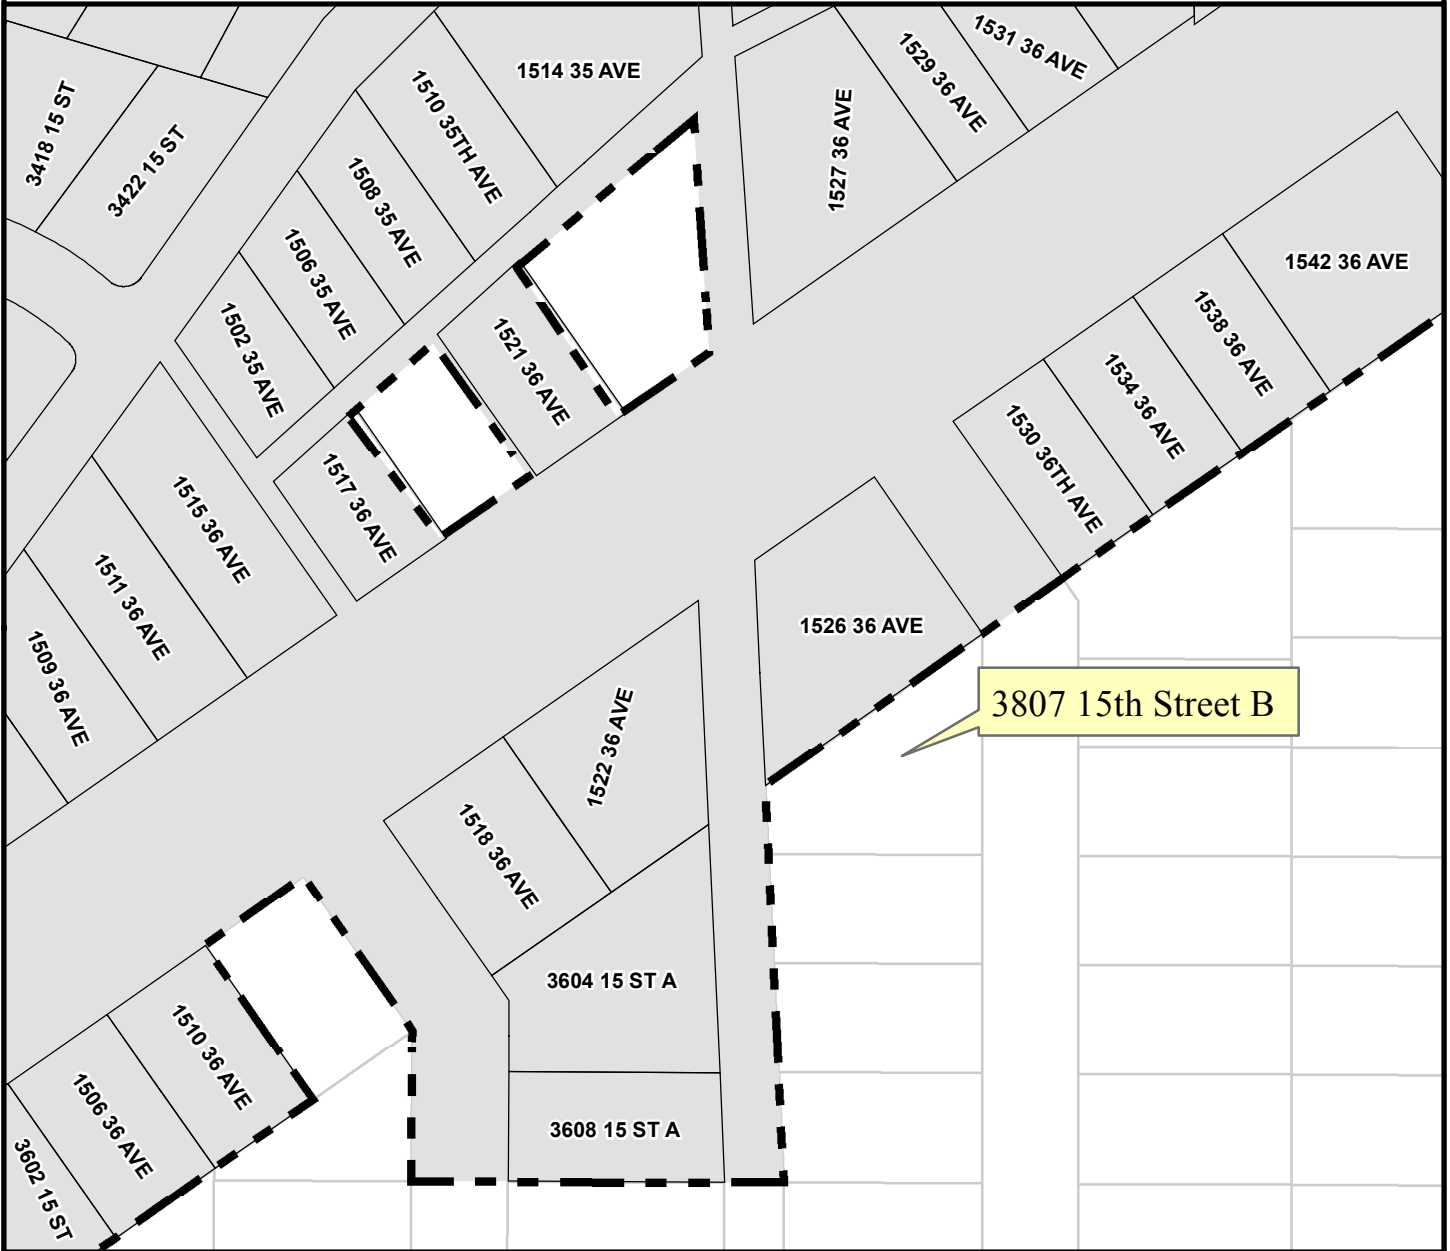 1514 35 AVE
1531 36 AVE
1529 36 AVE
1510 35TH AVE
3418 15 ST
3422 15 ST
1527 36 AVE
1508 35 AVE
1506 35 AVE
1542 36 AVE
1502 35 AVE
1521 36 AVE
1538 36 AVE
1534 36 AVE
1530 36TH AVE
1517 36 AVE
1515 36 AVE
1511 36 AVE
1526 36 AVE
1509 36 AVE
3807 15th Street B
1522 36 AVE
1518 36 AVE
3604 15 ST A
1510 36 AVE
1506 36 AVE
3608 15 ST A
3602 15 ST